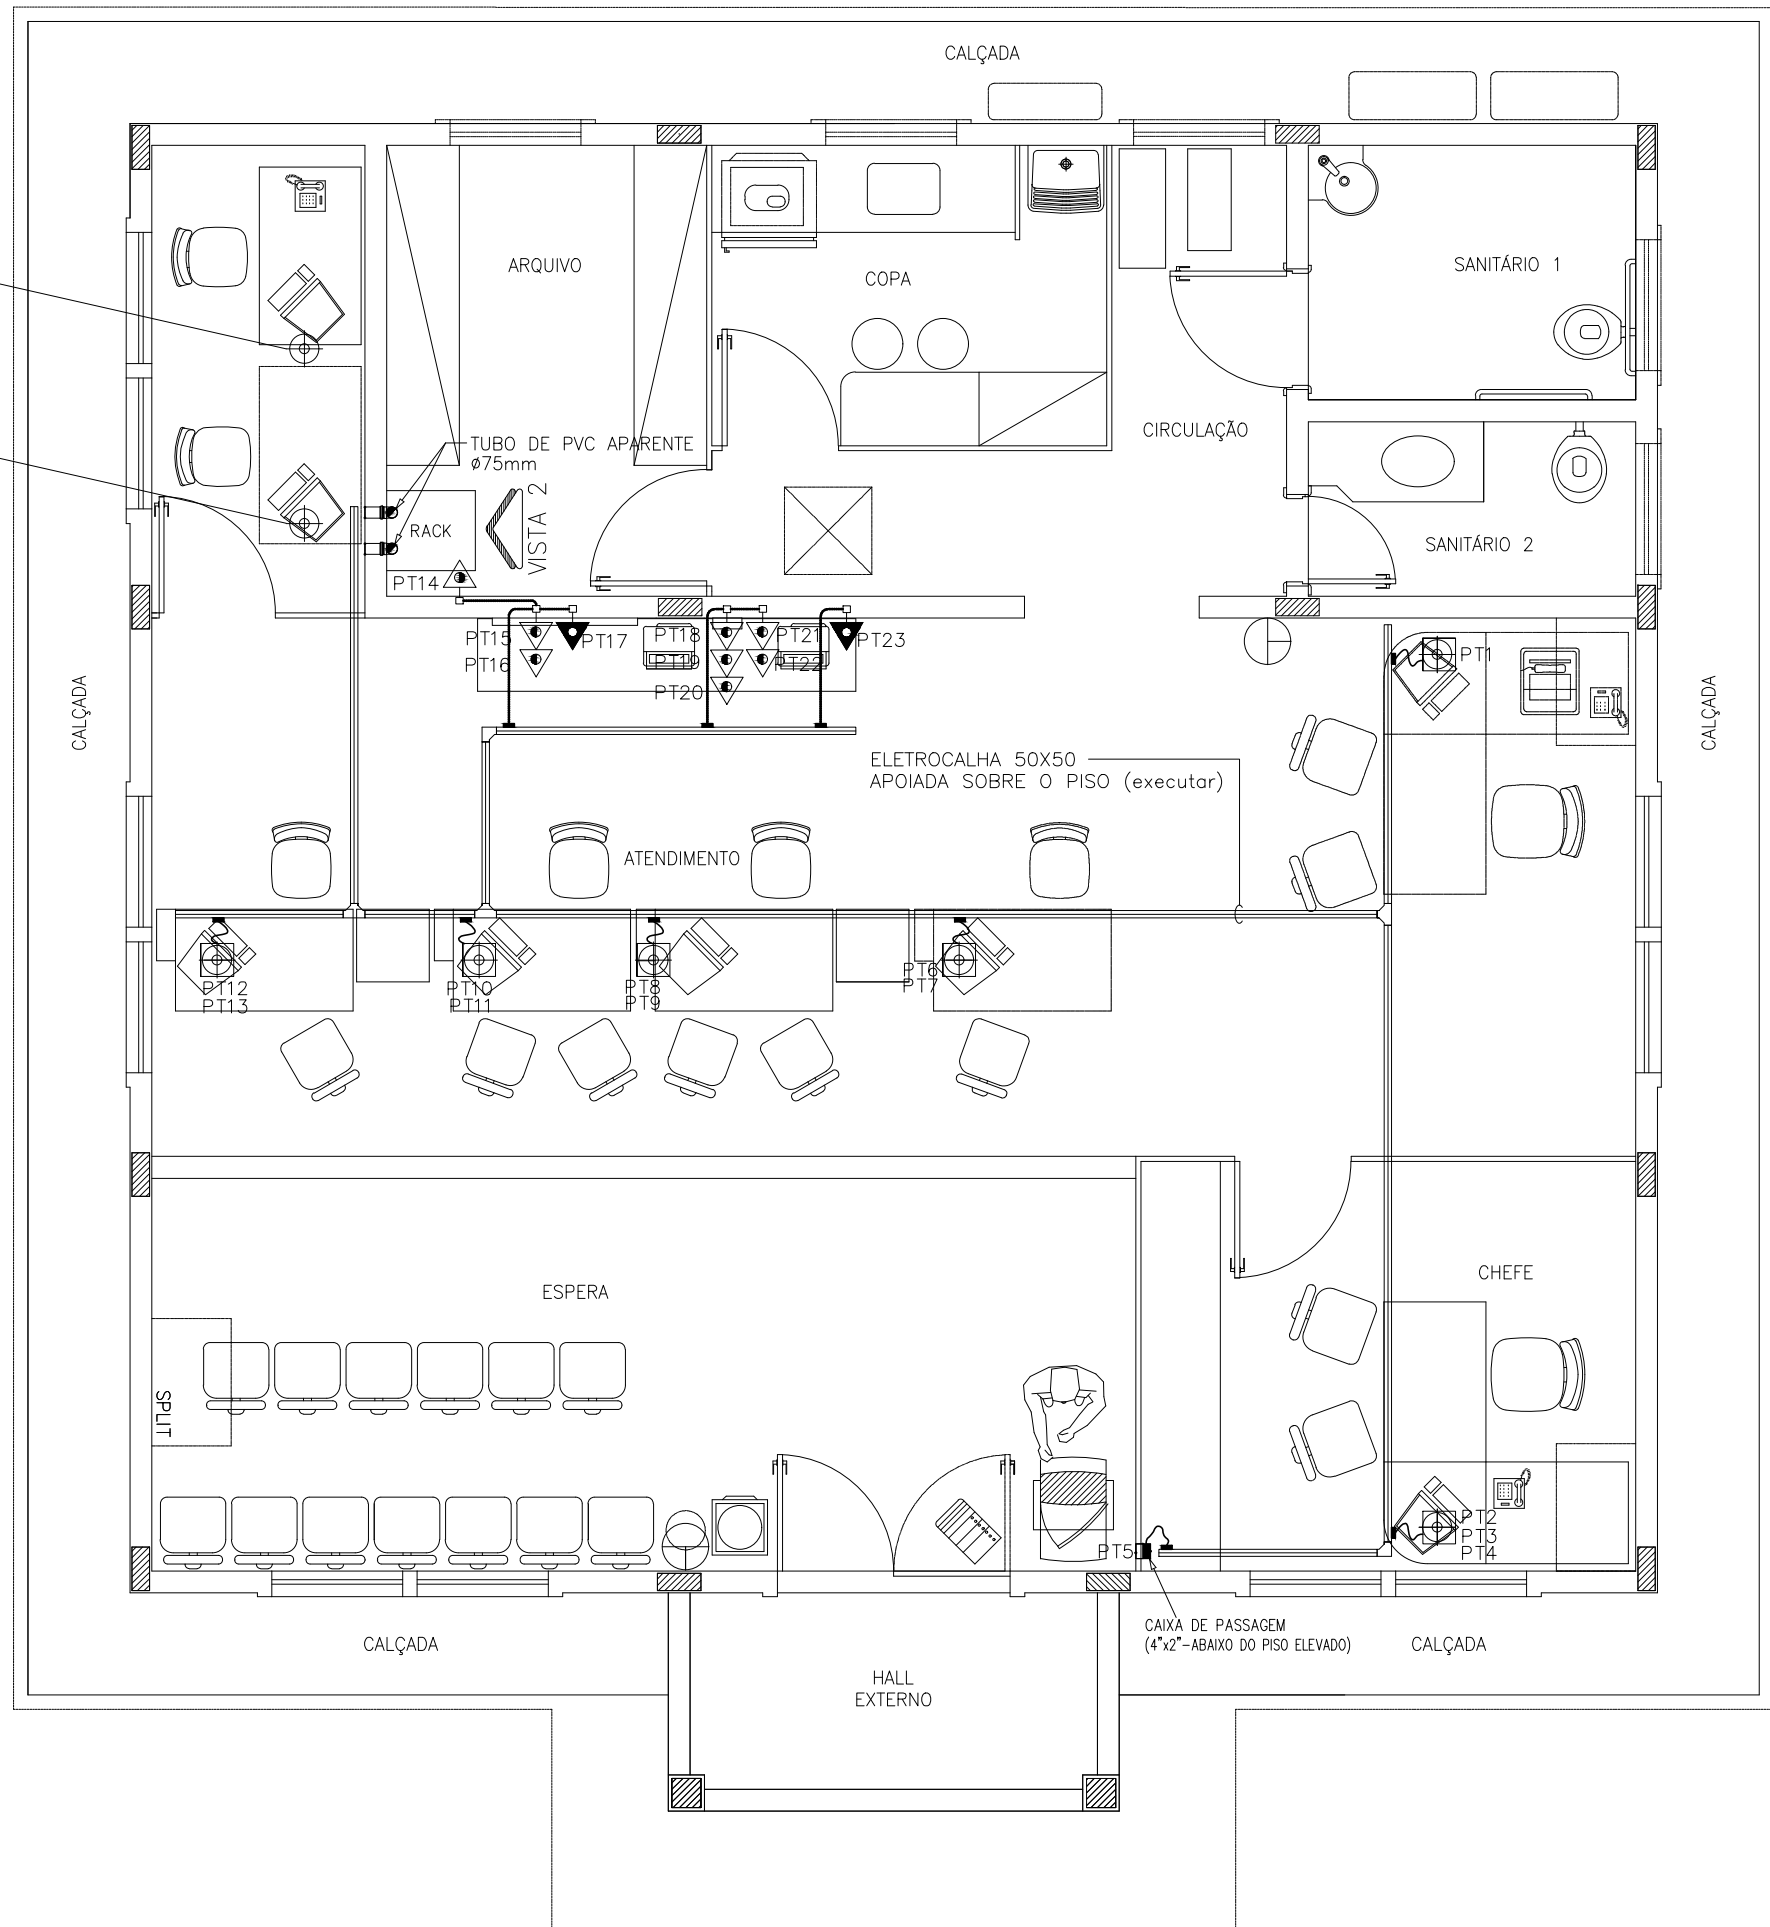 CALÇADA
ARQUIVO
COPA
SANITÁRIO 1
CIRCULAÇÃO
TUBO DE PVC APARENTE
ø75mm
RACK
VISTA 2
SANITÁRIO 2
PT14
PT15
PT17
PT18
PT21
PT23
PT16
PT19
PT22
PT20
PT1
CALÇADA
CALÇADA
ELETROCALHA 50X50
APOIADA SOBRE O PISO (executar)
ATENDIMENTO
PT12
PT13
PT10
PT11
PT8
PT9
PT6
PT7
ESPERA
CHEFE
SPLIT
PT2
PT3
PT4
PT5
CAIXA DE PASSAGEM
(4"x2"-ABAIXO DO PISO ELEVADO)
CALÇADA
CALÇADA
HALL
EXTERNO